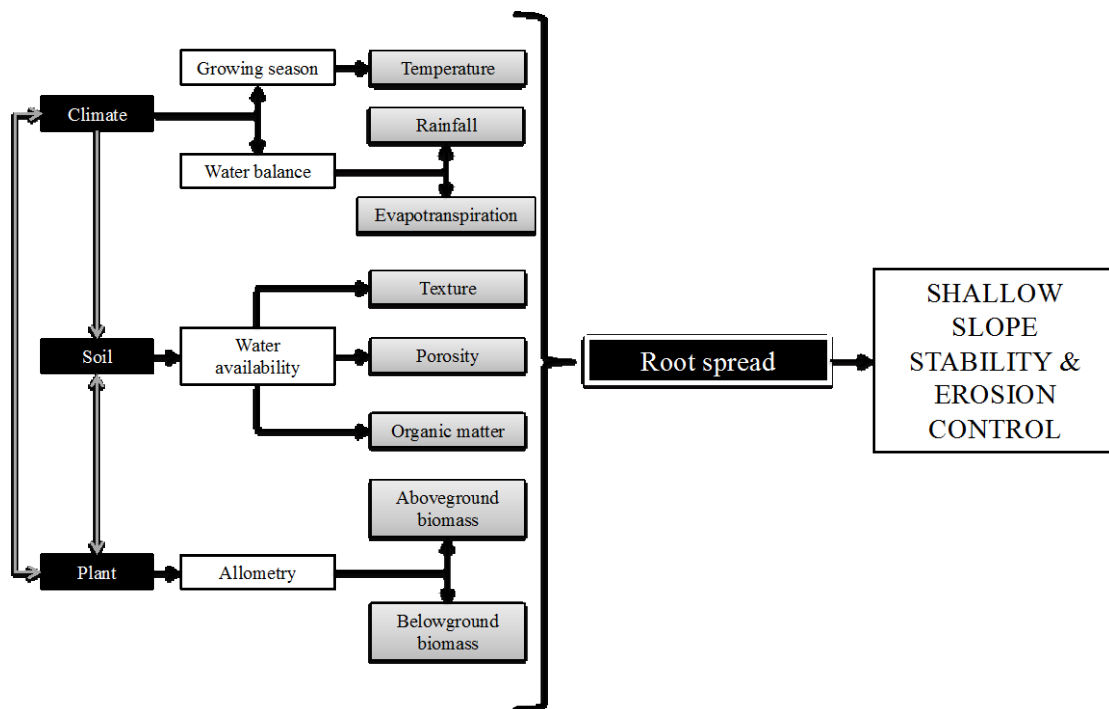 Growing season
Temperature
Climate
Rainfall
Water balance
Evapotranspiration
Texture
Soil
Water
availability
Porosity
Organic matter
Aboveground
biomass
Plant
Allometry
Belowground
biomass
Root spread
SHALLOW
SLOPE
STABILITY &
EROSION
CONTROL